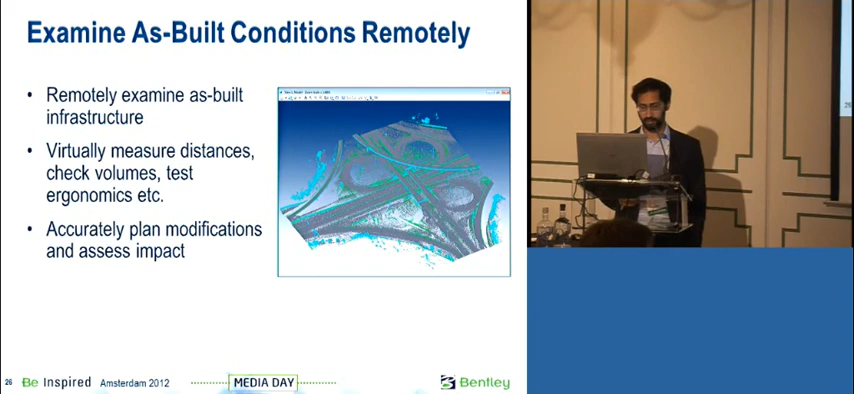 Examine As-Built Conditions Remotely
• Remotely examine as-built
infrastructure
• Virtually measure distances,
check volumes, test
ergonomics etc.
• Accurately plan modifications
and assess impact
26 Be Inspired Amsterdam 2012
MEDIA DAY
Bentley
26